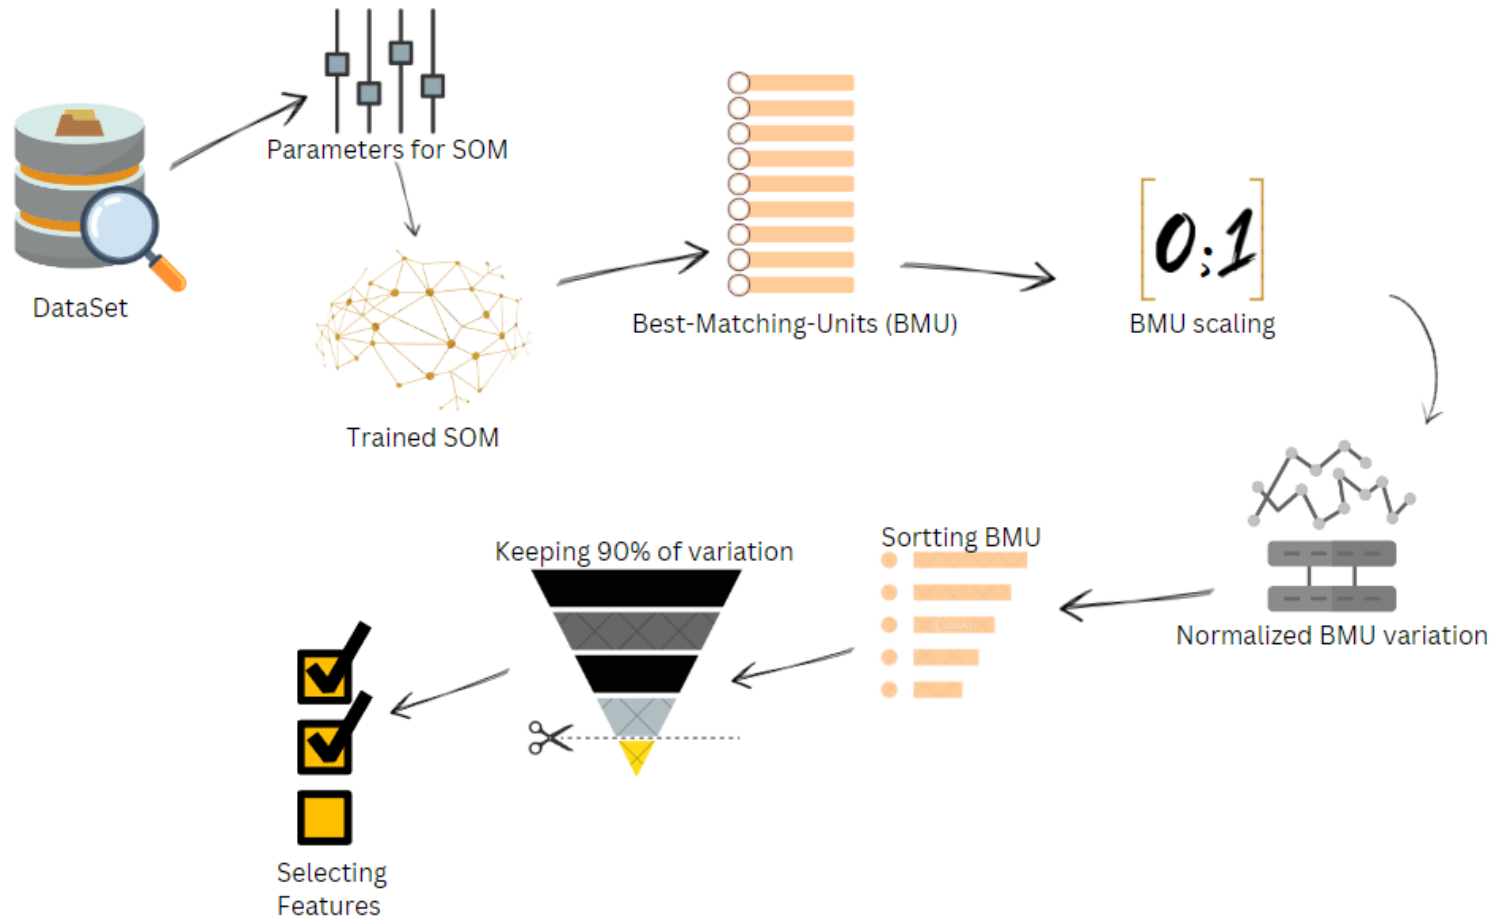 DataSet
Parameters for SOM
Trained SOM
Best-Matching-Units (BMU)
0;1
BMU scaling
Normalized BMU variation
Sortting BMU
Keeping 90% of variation
Selecting
Features